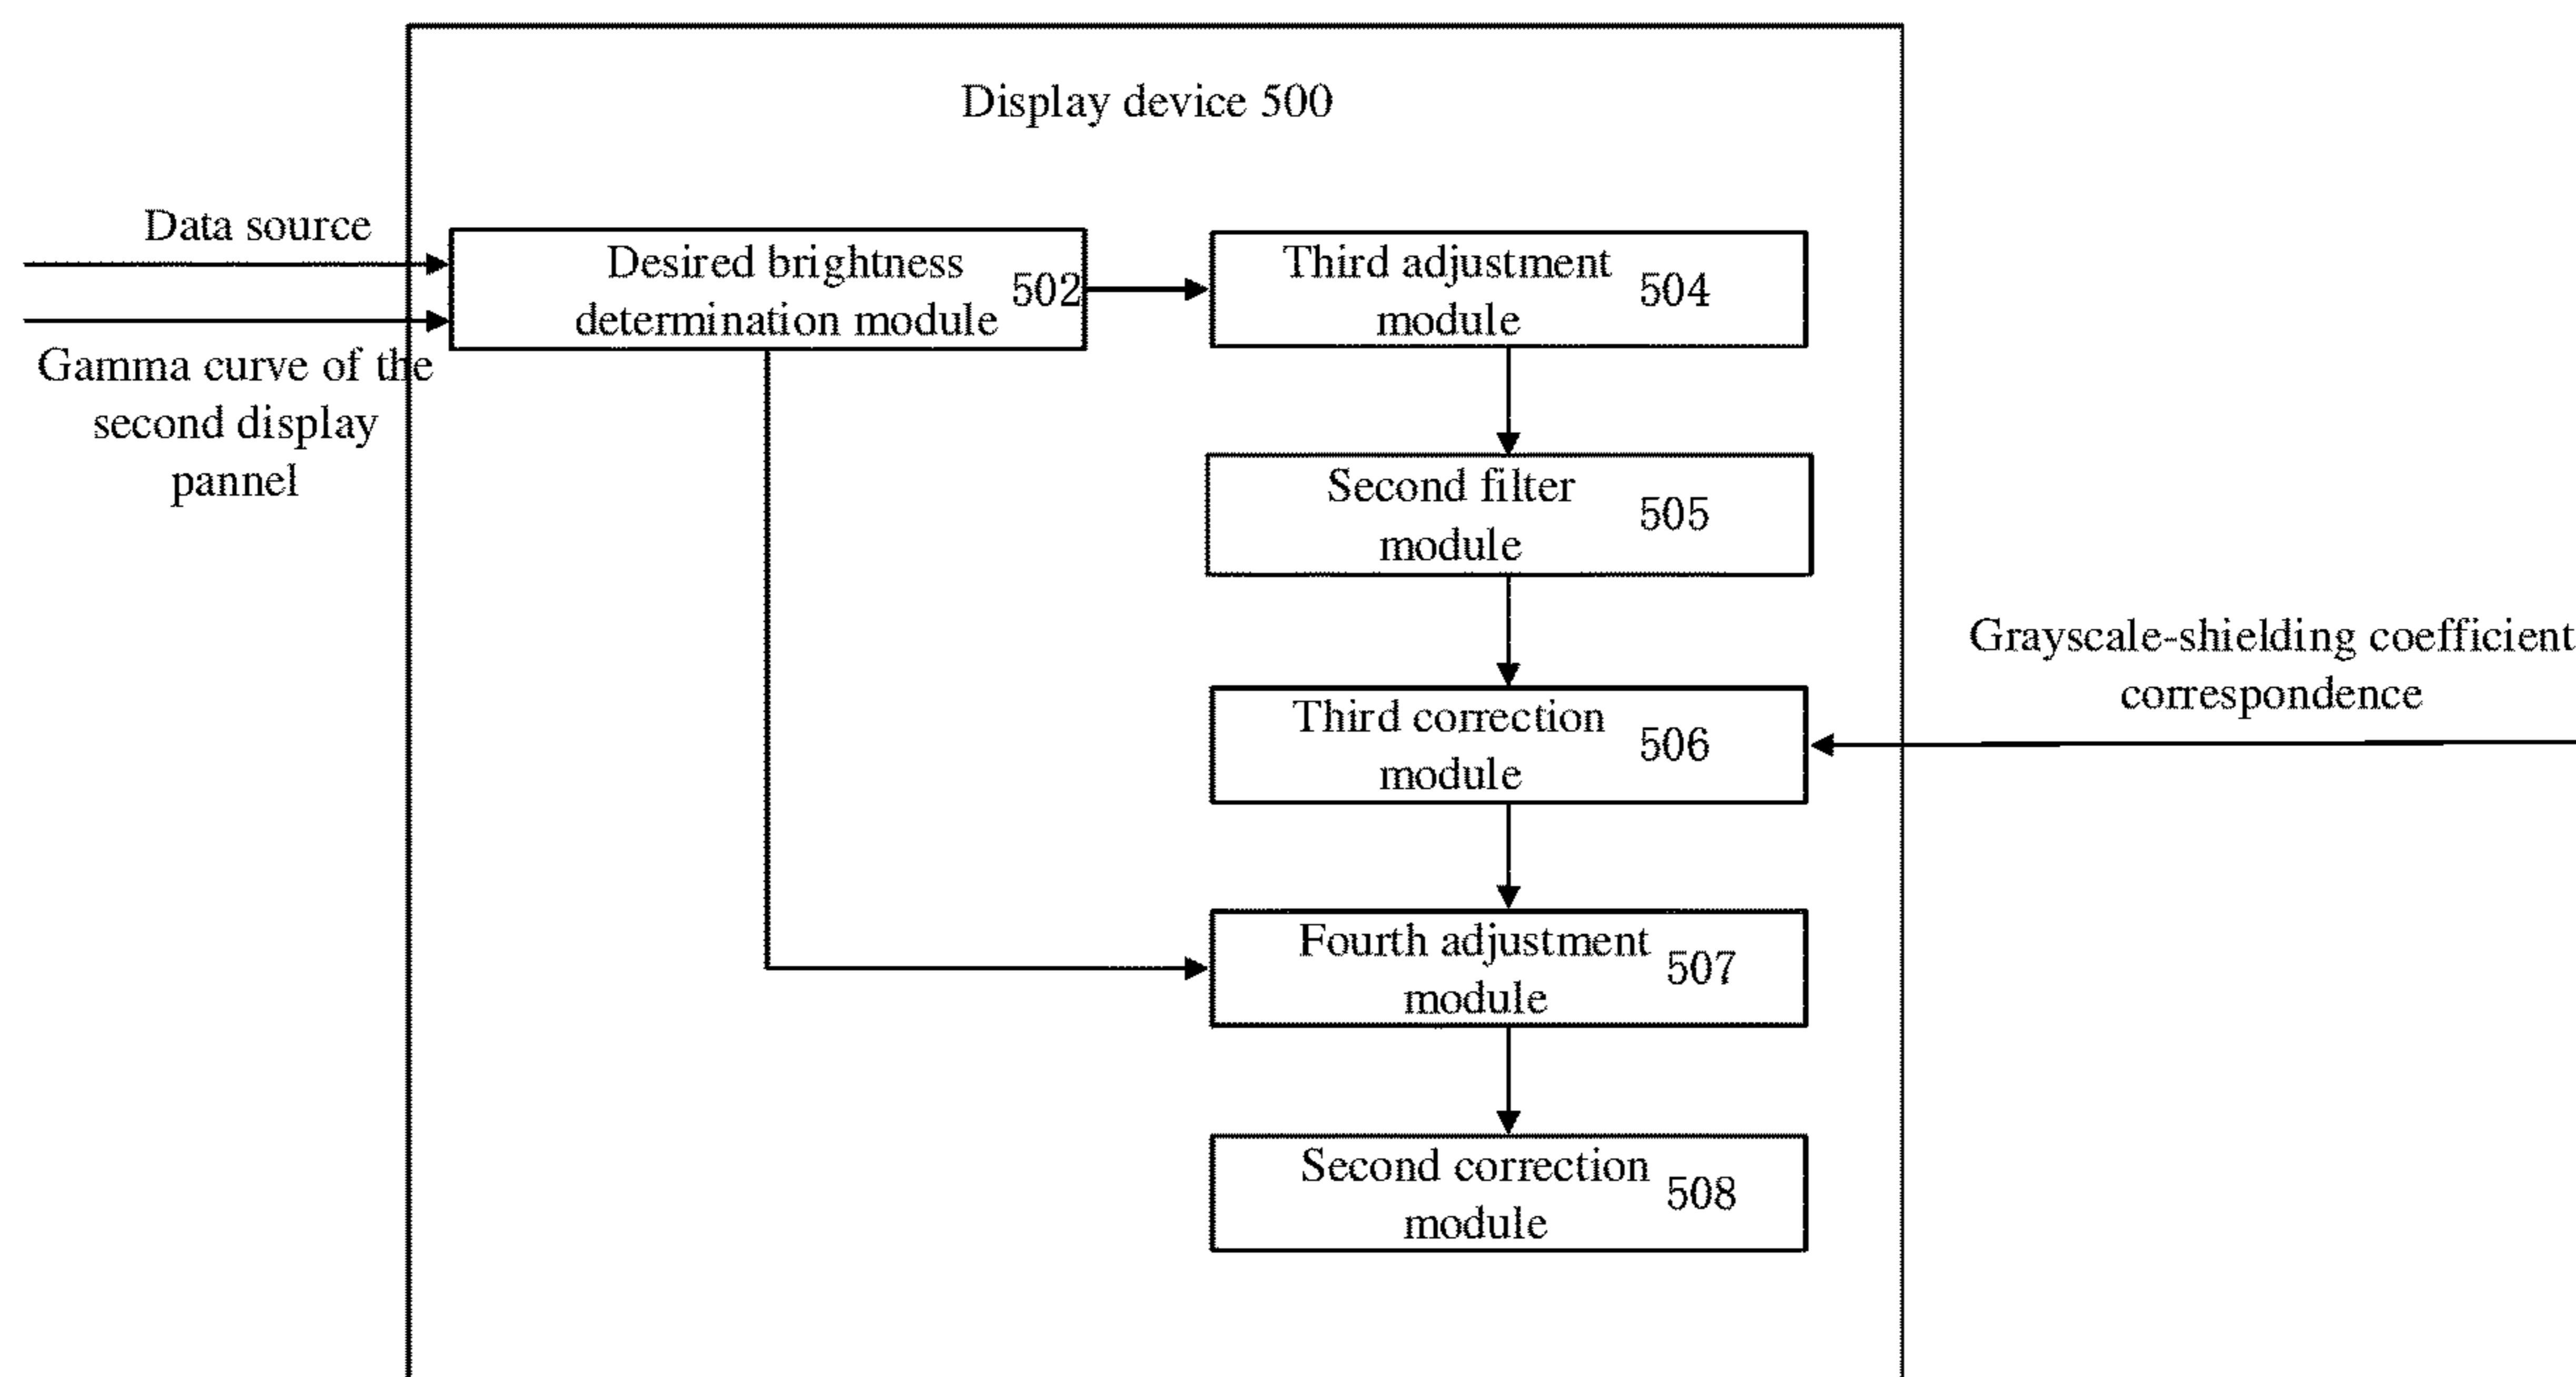 Display device 500
Data source
Gamma curve of the
second display
pannel
Desired brightness
determination module 502
Third adjustment
module 504
Second filter
module 505
Third correction
module 506
Grayscale-shielding coefficient
correspondence
Fourth adjustment
module 507
Second correction
module 508